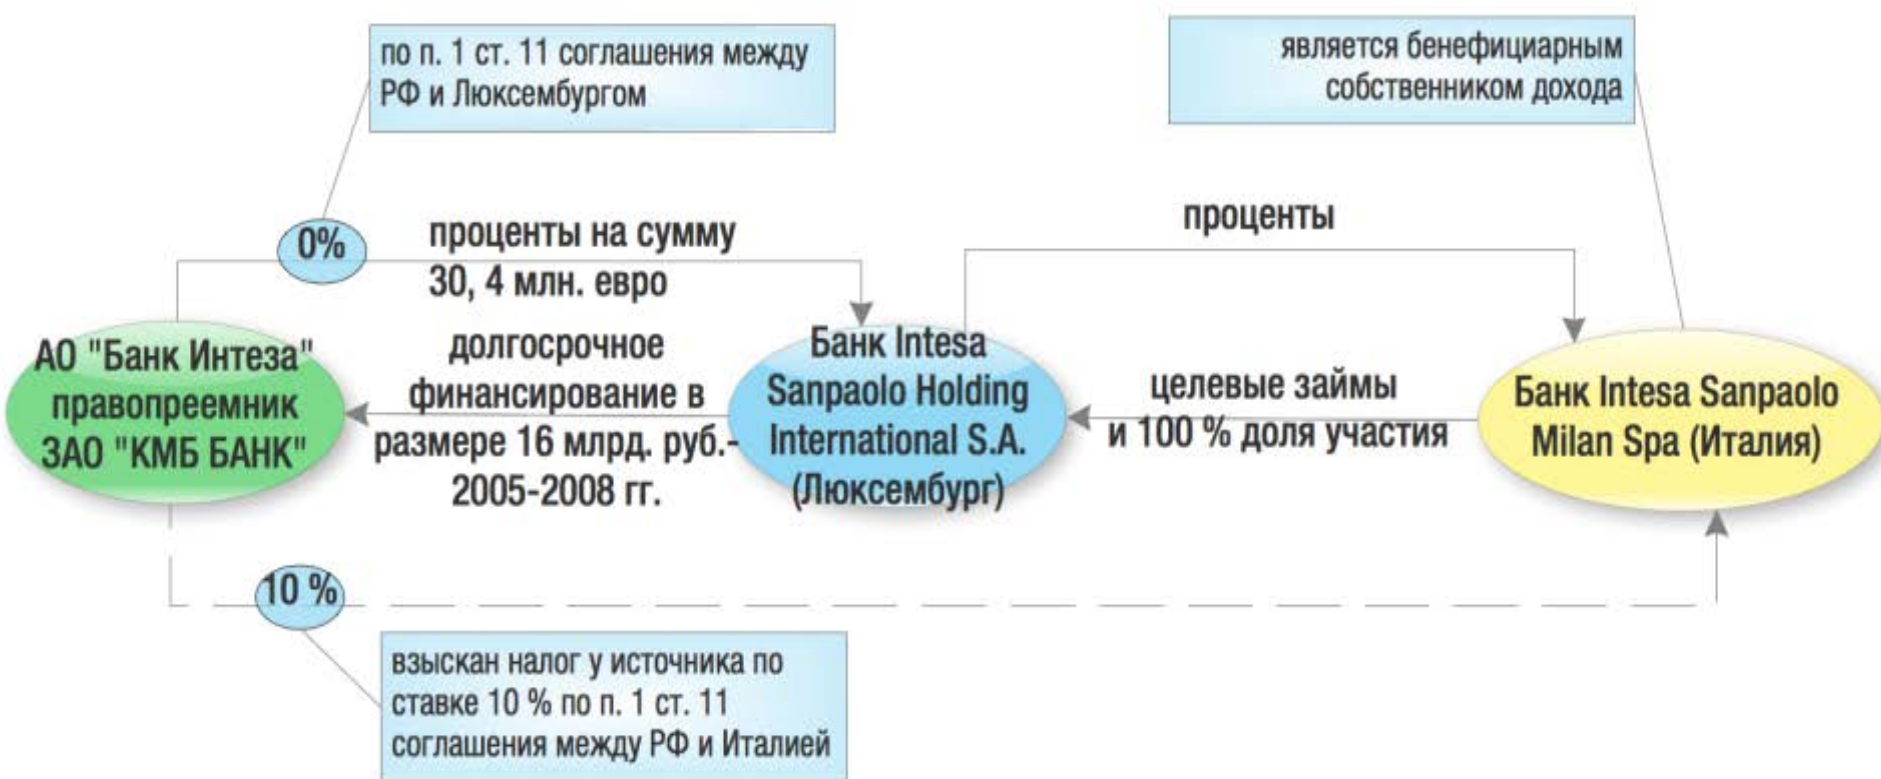 по п. 1 ст. 11 соглашения между
РФ и Люксембургом
является бенефициарным
собственником дохода
0%
проценты на сумму
30, 4 млн. евро
проценты
АО "Банк Интеза"
правопреемник
ЗАО "КМБ БАНК"
долгосрочное
финансирование в
размере 16 млрд. руб.-
2005-2008 гг.
Банк Intesa
Sanpaolo Holding
International S.A.
(Люксембург)
целевые займы
и 100 % доля участия
Банк Intesa Sanpaolo
Milan Spa (Италия)
10 %
взыскан налог у источника по
ставке 10 % по п. 1 ст. 11
соглашения между РФ и Италией